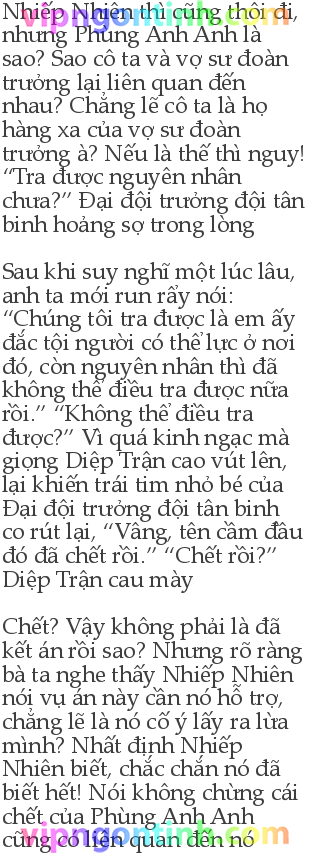 Nhiếp Nhiên thì cũng thôi đi,
vipngontinh.com
nhưng Phùng Anh Anh là
sao? Sao cô ta và vợ sư đoàn
trưởng lại liên quan đến
nhau? Chẳng lẽ cô ta là họ
hàng xa của vợ sư đoàn
trưởng à? Nếu là thế thì nguy!
“Tra được nguyên nhân
chưa?” Đại đội trưởng đội tân
binh hoảng sợ trong lòng
Sau khi suy nghĩ một lúc lâu,
anh ta mới run rẩy nói:
“Chúng tôi tra được là em ấy
đắc tội người có thể lực ở nơi
đó, còn nguyên nhân thì đã
không thể điều tra được nữa
rồi.” “Không thể điều tra
được?” Vì quá kinh ngạc mà
giọng Diệp Trận cao vút lên,
lại khiến trái tim nhỏ bé của
Đại đội trưởng đội tân binh
co rút lại, “Vâng, tên cầm đầu
đó đã chết rồi.” “Chết rồi?”
Diệp Trận cau mày
Chết? Vậy không phải là đã
kết án rồi sao? Nhưng rõ ràng
bà ta nghe thấy Nhiếp Nhiên
nói vụ án này cần nó hỗ trợ,
chẳng lẽ là nó cố ý lấy ra lừa
mình? Nhất định Nhiếp
Nhiên biết, chắc chắn nó đã
biết hết! Nói không chừng cái
chết của Phùng Anh Anh
cũng có liên quan đến nó
vipngontinh.com